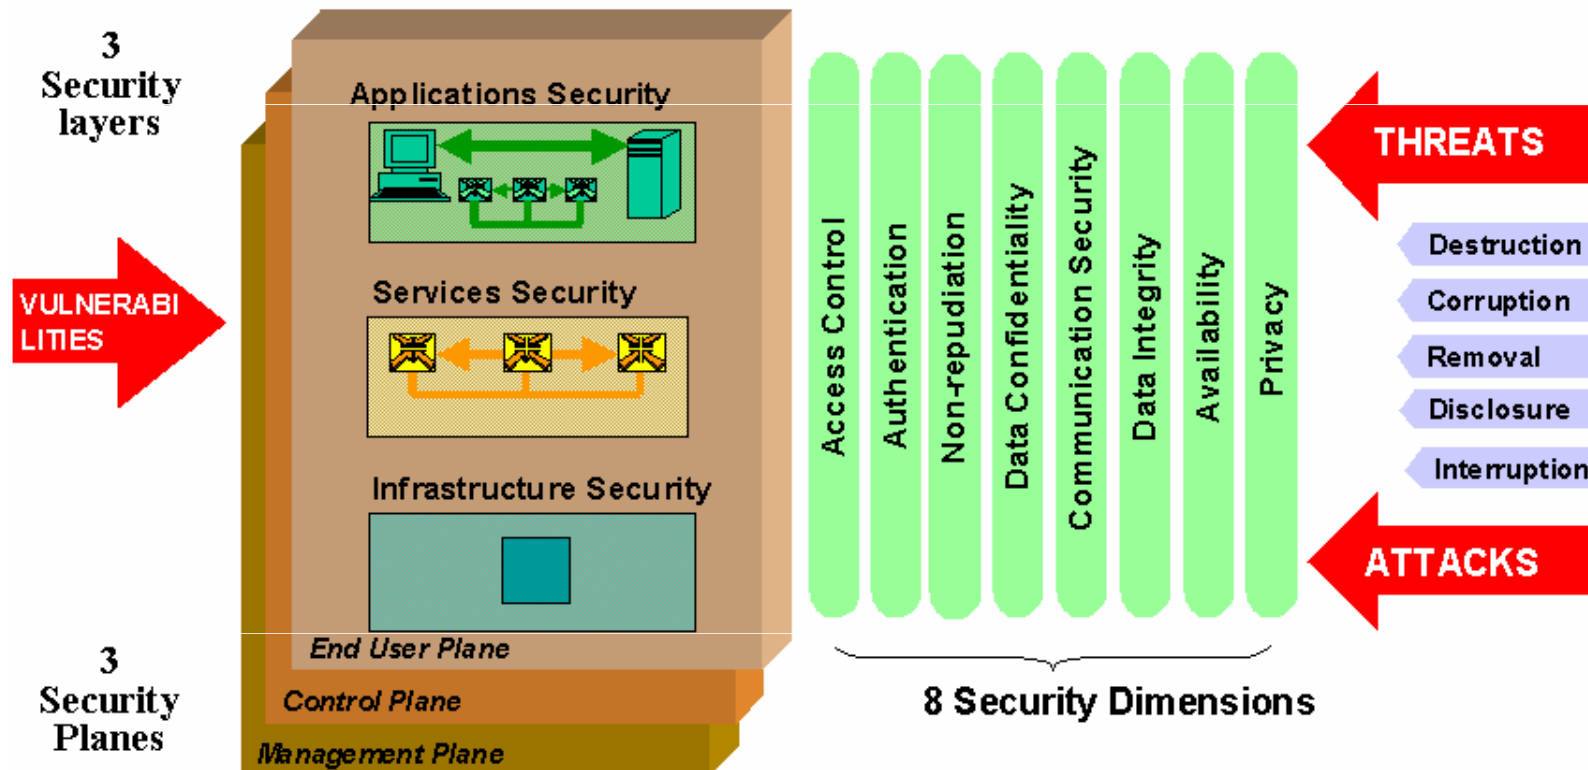 3
Security
layers
Applications Security
VULNERABI
LITIES
Services Security
Infrastructure Security
End User Plane
Control Plane
Management Plane
3
Security
Planes
Access Control
Authentication
Non-repudiation
Data Confidentiality
Communication Security
Data Integrity
Availability
Privacy
8 Security Dimensions
THREATS
Destruction
Corruption
Removal
Disclosure
Interruption
ATTACKS